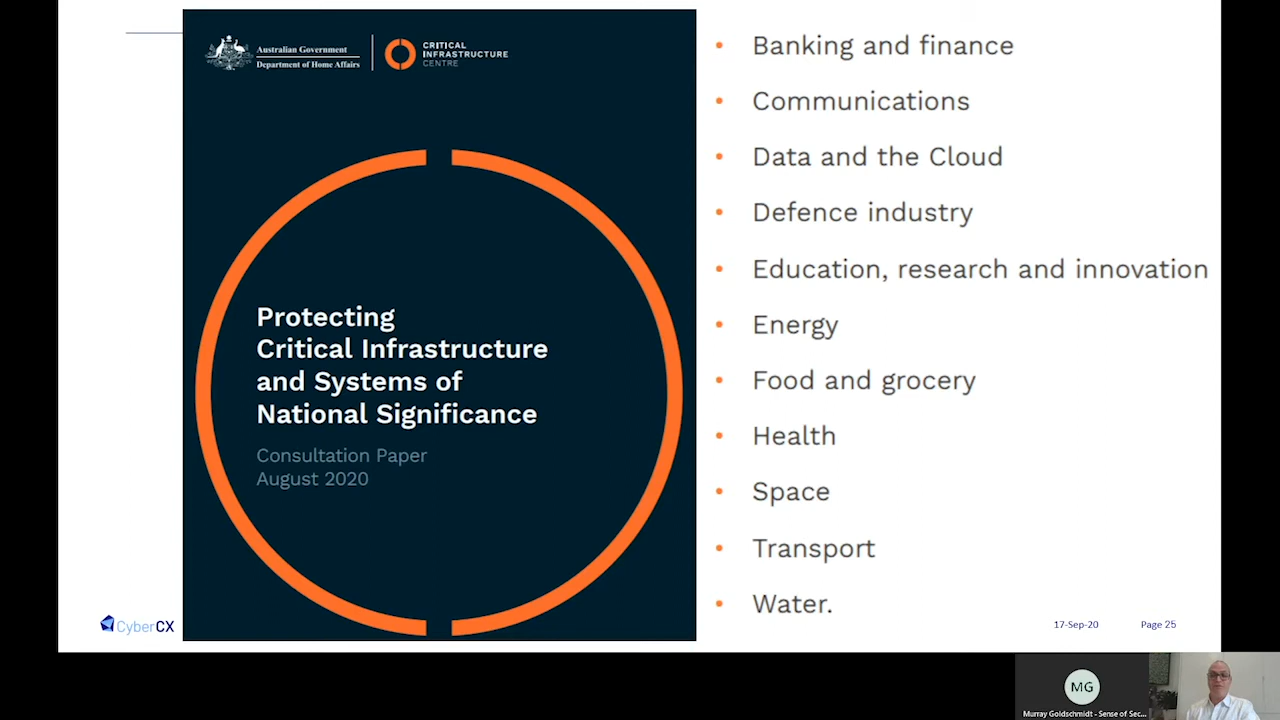 Australian Government
Department of Home Affairs
CRITICAL
INFRASTRUCTURE
CENTRE
Protecting
Critical Infrastructure
and Systems of
National Significance
Consultation Paper
August 2020
• Banking and finance
• Communications
• Data and the Cloud
• Defence industry
• Education, research and innovation
• Energy
• Food and grocery
• Health
• Space
• Transport
• Water.
CyberCX
17-Sep-20
Page 25
MG
Murray Goldschmidt - Sense of Sec...